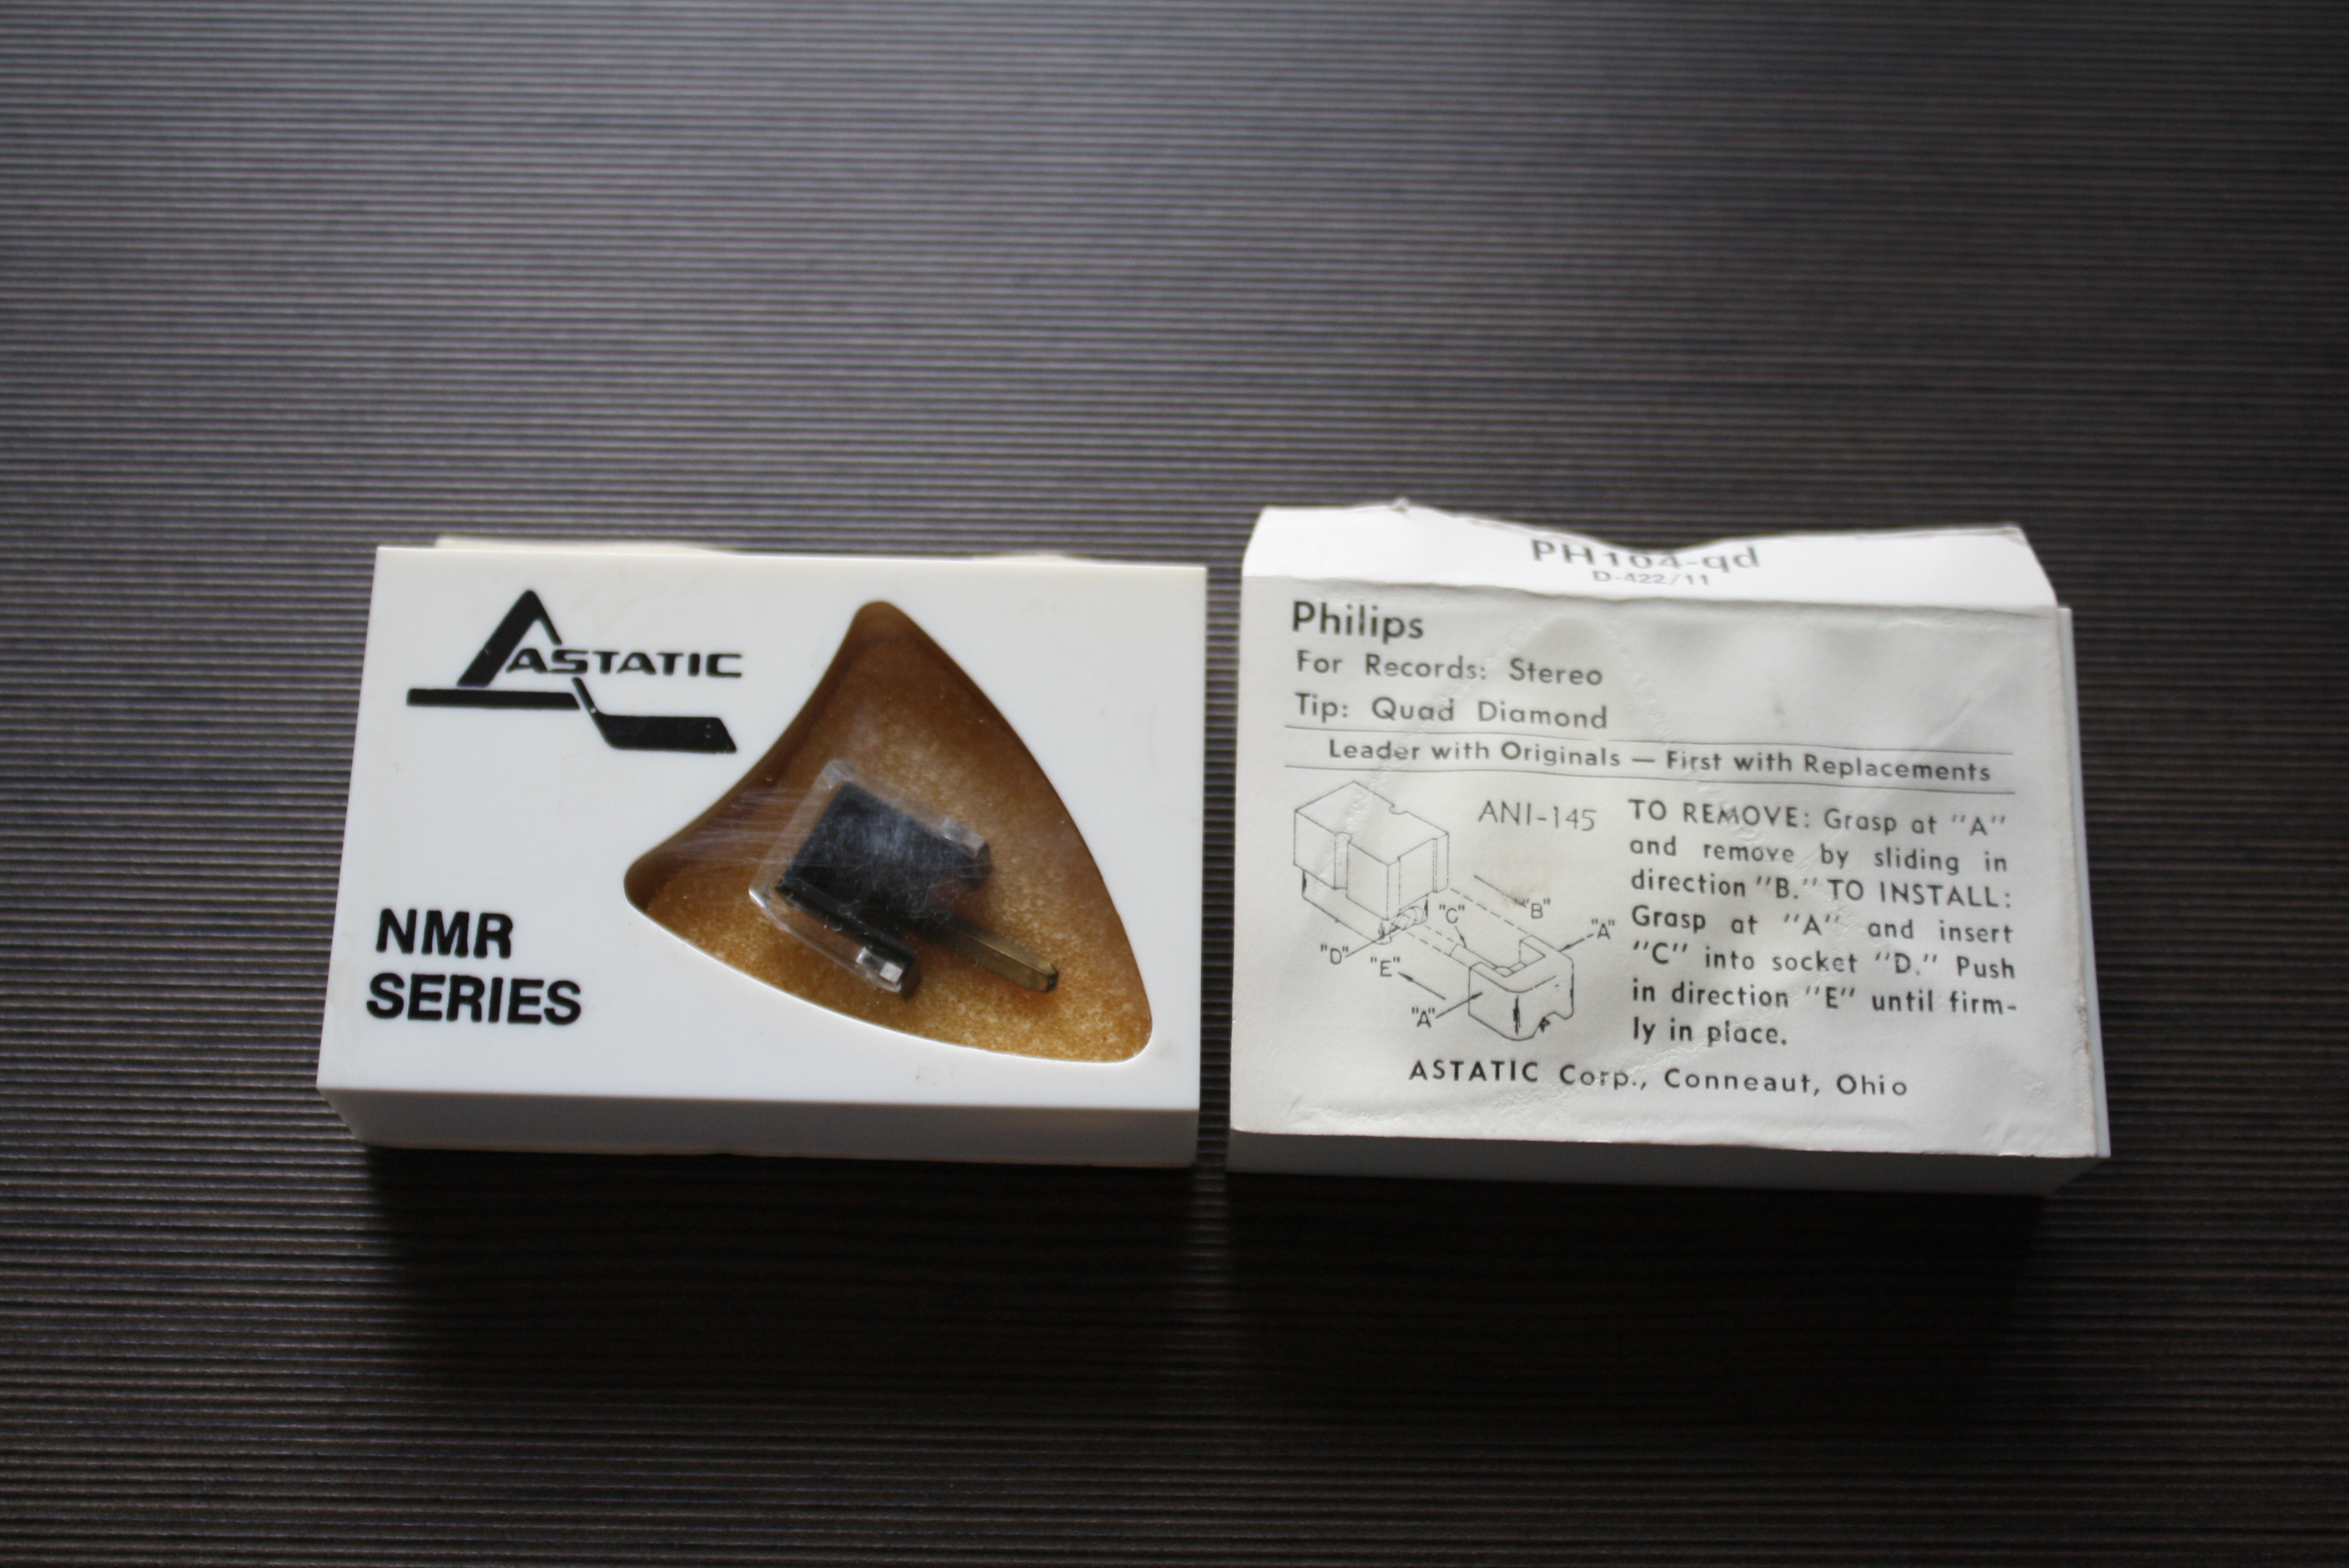 ASTATIC
NMR
SERIES
PH104-qd
D-422/11
Philips
For Records: Stereo
Tip: Quad Diamond
Leader with Originals — First with Replacements
ANI-145
TO REMOVE: Grasp at "A"
and remove by sliding in
direction "B." TO INSTALL:
Grasp at "A" and insert
"C" into socket "D." Push
in direction "E" until firm-
ly in place.
"B"
"C"
"A"
"D"
"E"
"A"
ASTATIC Corp., Conneaut, Ohio